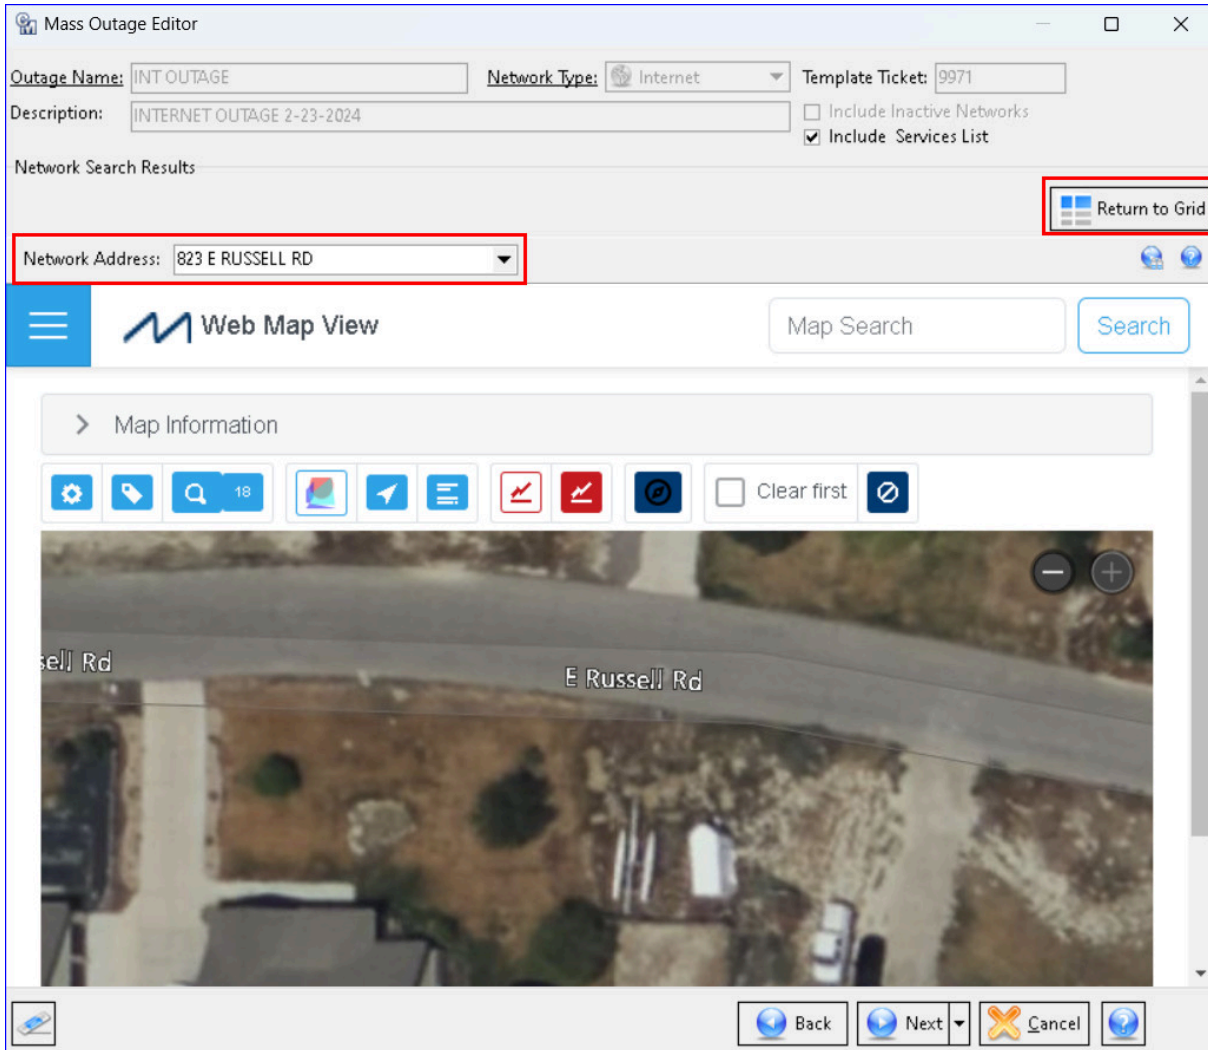 Mass Outage Editor
Outage Name: INT OUTAGE Network Type: Internet Template Ticket: 9971
Description: INTERNET OUTAGE 2-23-2024 Include Inactive Networks
Include Services List
Network Search Results
Return to Grid
Network Address: 823 E RUSSELL RD
Web Map View Map Search Search
Map Information
18 Clear first
sell Rd
E Russell Rd
Back Next Cancel